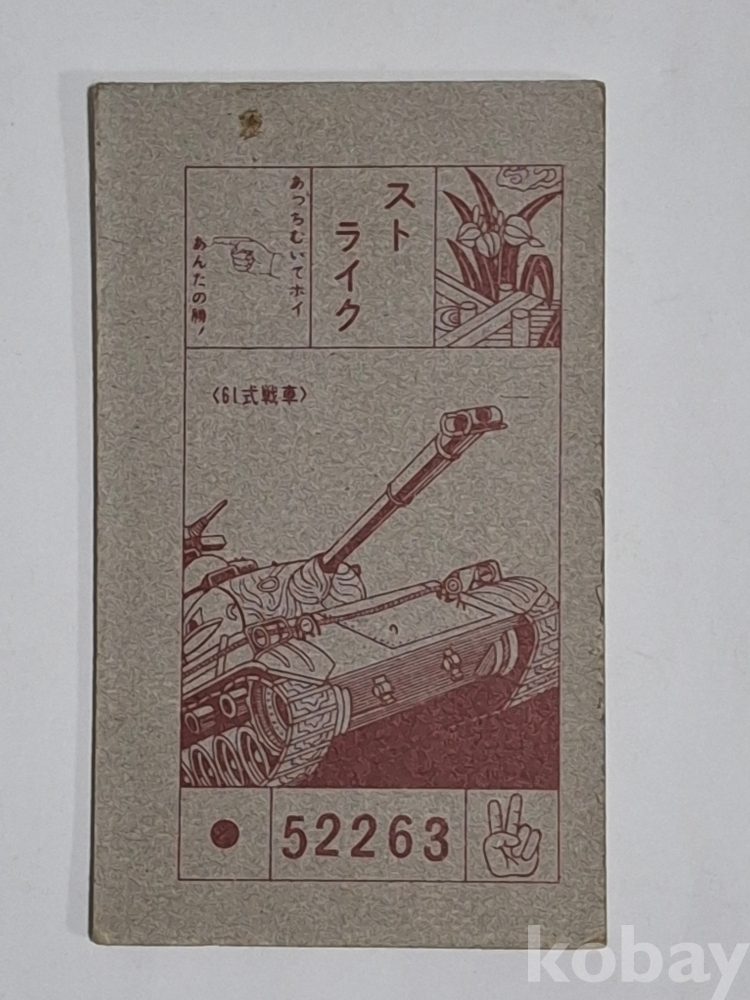 スト
ライク
あっちむいてホイ
あんたの勝!
〈61式戦車〉
52263
kobay